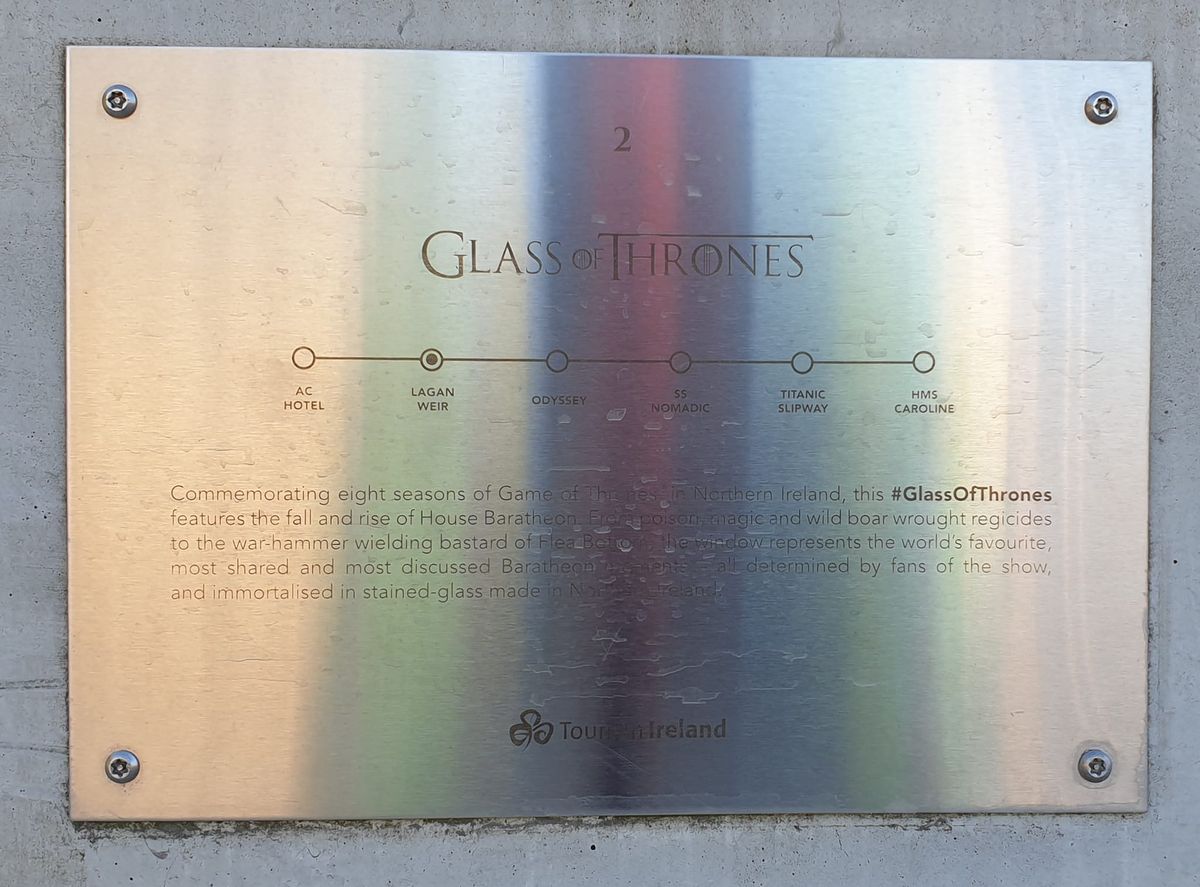 2
GLASS OF THRONES
AC
HOTEL
LAGAN
WEIR
ODYSSEY
SS
NOMADIC
TITANIC
SLIPWAY
HMS
CAROLINE
Commemorating eight seasons of Game of Thrones in Northern Ireland, this #GlassOfThrones
features the fall and rise of House Baratheon. From poison, magic and wild boar wrought regicides
to the war-hammer wielding bastard of Flea Bottom, the window represents the world's favourite,
most shared and most discussed Baratheon moments - all determined by fans of the show,
and immortalised in stained-glass made in Northern Ireland.
Tourism Ireland